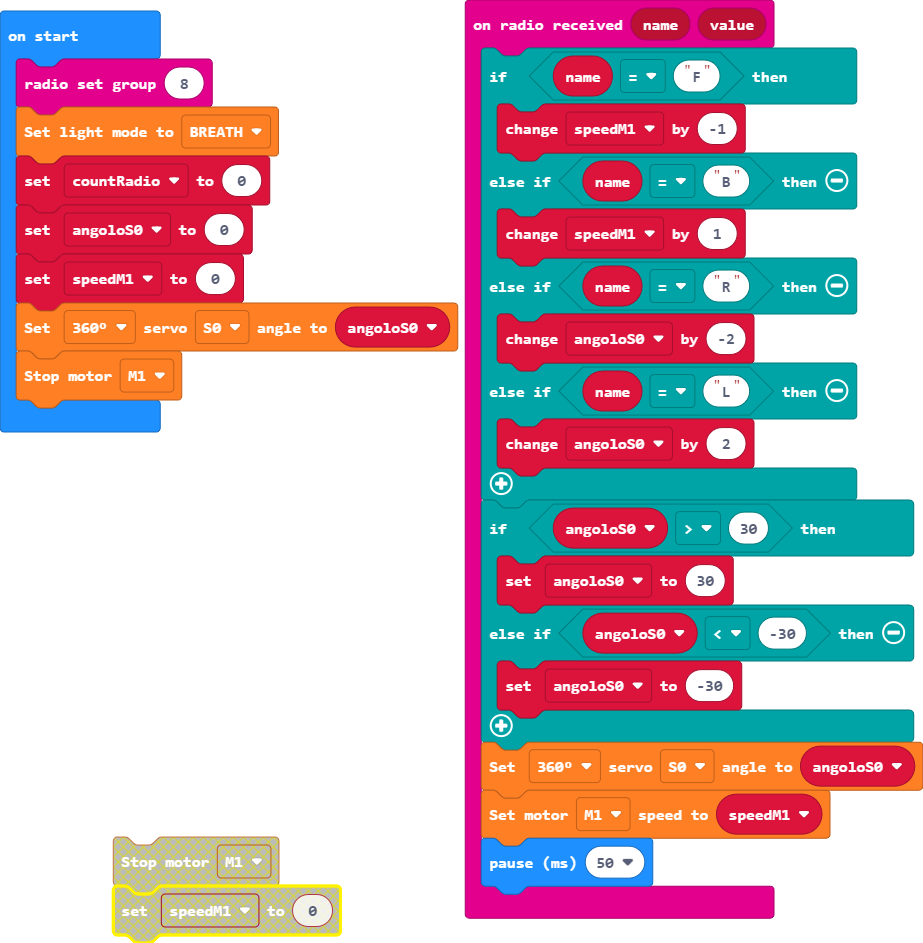 on start
radio set group 8
Set light mode to BREATH
set countRadio to 0
set angoloS0 to 0
set speedM1 to 0
Set 360º servo S0 angle to angoloS0
Stop motor M1
on radio received name value
if name = "F" then
change speedM1 by -1
else if name = "B" then
change speedM1 by 1
else if name = "R" then
change angoloS0 by -2
else if name = "L" then
change angoloS0 by 2
if angoloS0 > 30 then
set angoloS0 to 30
else if angoloS0 < -30 then
set angoloS0 to -30
Set 360º servo S0 angle to angoloS0
Set motor M1 speed to speedM1
pause (ms) 50
Stop motor M1
set speedM1 to 0